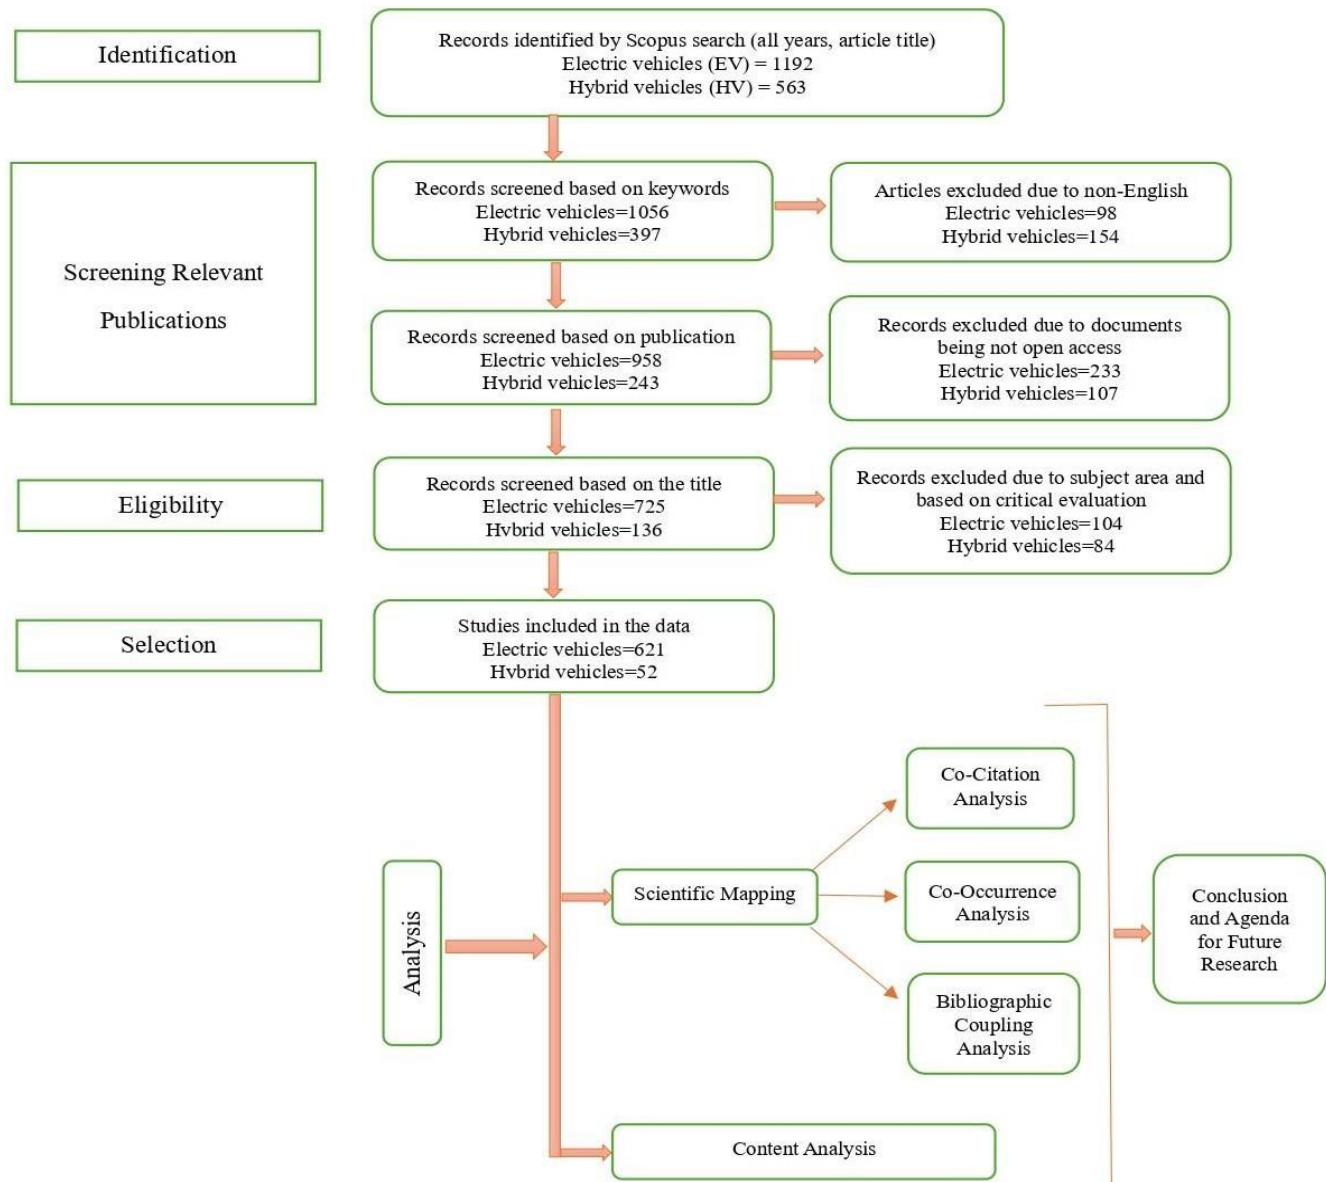 Identification
Records identified by Scopus search (all years, article title)
Electric vehicles (EV) = 1192
Hybrid vehicles (HV) = 563
Screening Relevant
Publications
Records screened based on keywords
Electric vehicles=1056
Hybrid vehicles=397
Articles excluded due to non-English
Electric vehicles=98
Hybrid vehicles=154
Records screened based on publication
Electric vehicles=958
Hybrid vehicles=243
Records excluded due to documents
being not open access
Electric vehicles=233
Hybrid vehicles=107
Eligibility
Records screened based on the title
Electric vehicles=725
Hybrid vehicles=136
Records excluded due to subject area and
based on critical evaluation
Electric vehicles=104
Hybrid vehicles=84
Selection
Studies included in the data
Electric vehicles=621
Hybrid vehicles=52
Analysis
Scientific Mapping
Co-Citation
Analysis
Co-Occurrence
Analysis
Bibliographic
Coupling
Analysis
Content Analysis
Conclusion
and Agenda
for Future
Research